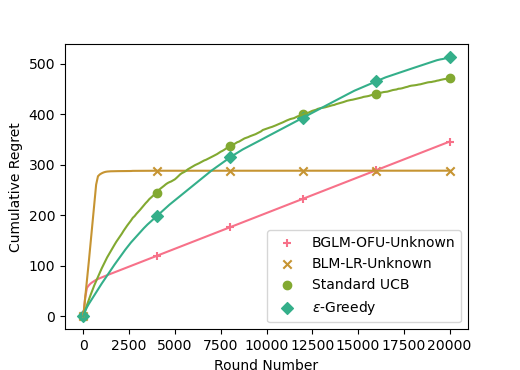 500
400
300
200
100
0
Cumulative Regret
BGLM-OFU-Unknown
BLM-LR-Unknown
Standard UCB
ε-Greedy
0 2500 5000 7500 10000 12500 15000 17500 20000
Round Number